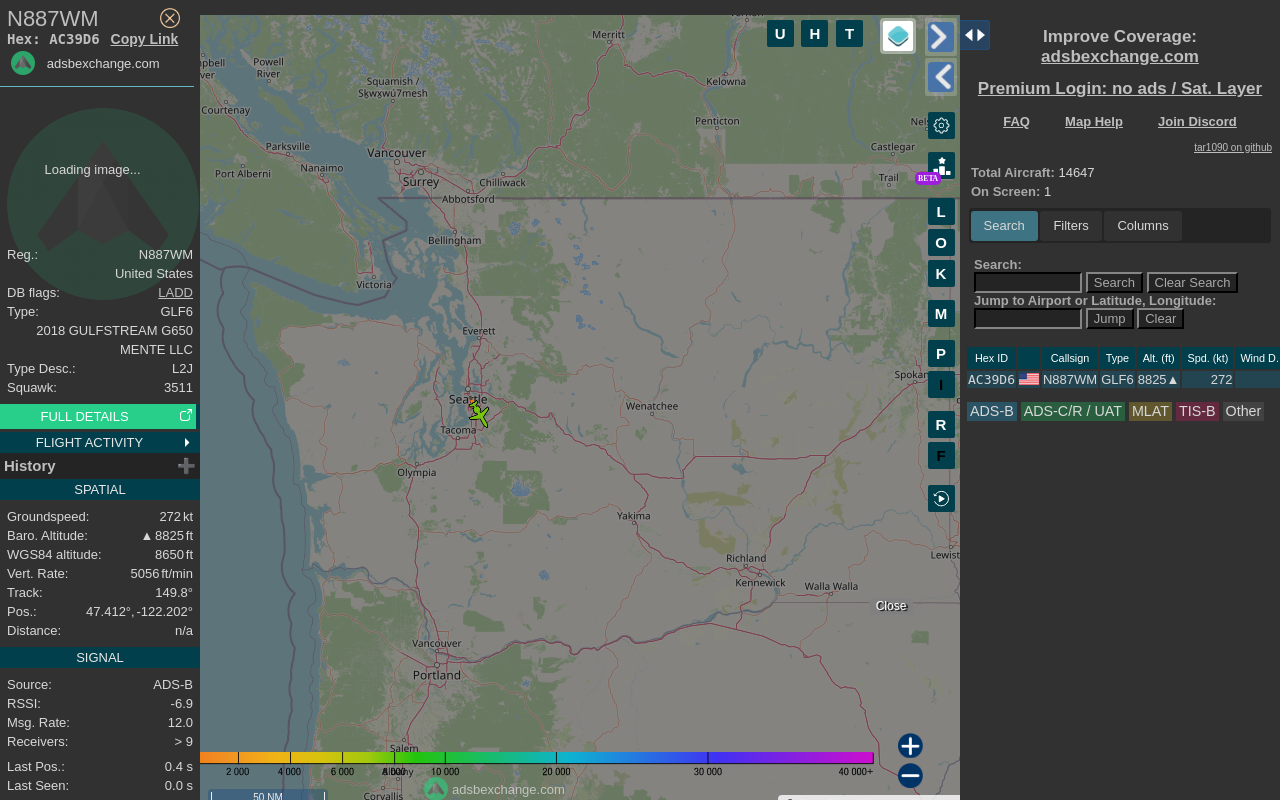 N887WM
Hex: AC39D6 Copy Link
adsbexchange.com
Loading image...
Reg.: N887WM
United States
DB flags: LADD
Type: GLF6
2018 GULFSTREAM G650
MENTE LLC
Type Desc.: L2J
Squawk: 3511
FULL DETAILS
FLIGHT ACTIVITY
History
SPATIAL
Groundspeed: 272 kt
Baro. Altitude: ▲ 8825 ft
WGS84 altitude: 8650 ft
Vert. Rate: 5056 ft/min
Track: 149.8°
Pos.: 47.412°, -122.202°
Distance: n/a
SIGNAL
Source: ADS-B
RSSI: -6.9
Msg. Rate: 12.0
Receivers: > 9
Last Pos.: 0.4 s
Last Seen: 0.0 s
Merritt
Powell
River
Squamish /
Sḵwx̱wú7mesh
Kelowna
Courtenay
Penticton
Parksville
Vancouver
Castlegar
Port Alberni
Nanaimo
Surrey
Chilliwack
Trail
Abbotsford
Bellingham
Victoria
Everett
Seattle
Wenatchee
Tacoma
Olympia
Yakima
Richland
Kennewick
Walla Walla
Vancouver
Portland
Salem
Albany
Corvallis
U H T
BETA
L
O
K
M
P
I
R
F
Close
2 000 4 000 6 000 8 000 10 000 20 000 30 000 40 000+
adsbexchange.com
50 NM
Improve Coverage:
adsbexchange.com
Premium Login: no ads / Sat. Layer
FAQ Map Help Join Discord
tar1090 on github
Total Aircraft: 14647
On Screen: 1
Search Filters Columns
Search:
Search Clear Search
Jump to Airport or Latitude, Longitude:
Jump Clear
Hex ID Callsign Type Alt. (ft) Spd. (kt) Wind D.
AC39D6 N887WM GLF6 8825▲ 272
ADS-B ADS-C/R / UAT MLAT TIS-B Other